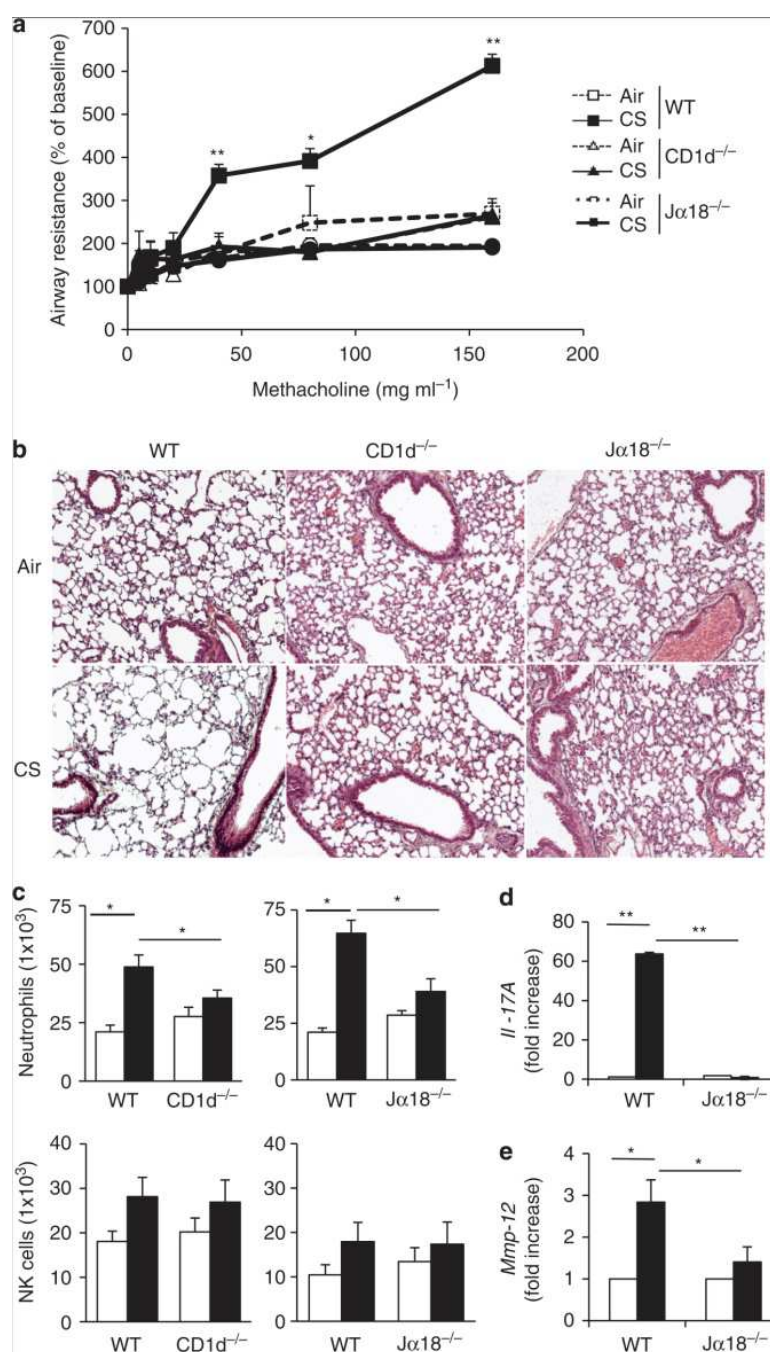 a
**
*
**
700
600
500
400
300
200
100
0
Airway resistance (% of baseline)
0 50 100 150 200
Methacholine (mg ml⁻¹)
Air
CS
WT
Air
CS
CD1d⁻/⁻
Air
CS
Jα18⁻/⁻
b
WT CD1d⁻/⁻ Jα18⁻/⁻
Air
CS
c
Neutrophils (1x10³)
75
50
25
0
* *
WT CD1d⁻/⁻
75
50
25
0
* *
WT Jα18⁻/⁻
d
Il -17A
(fold increase)
80
60
40
20
0
** **
WT Jα18⁻/⁻
NK cells (1x10³)
40
30
20
10
0
WT CD1d⁻/⁻
40
30
20
10
0
WT Jα18⁻/⁻
e
Mmp-12
(fold increase)
4
3
2
1
0
* *
WT Jα18⁻/⁻